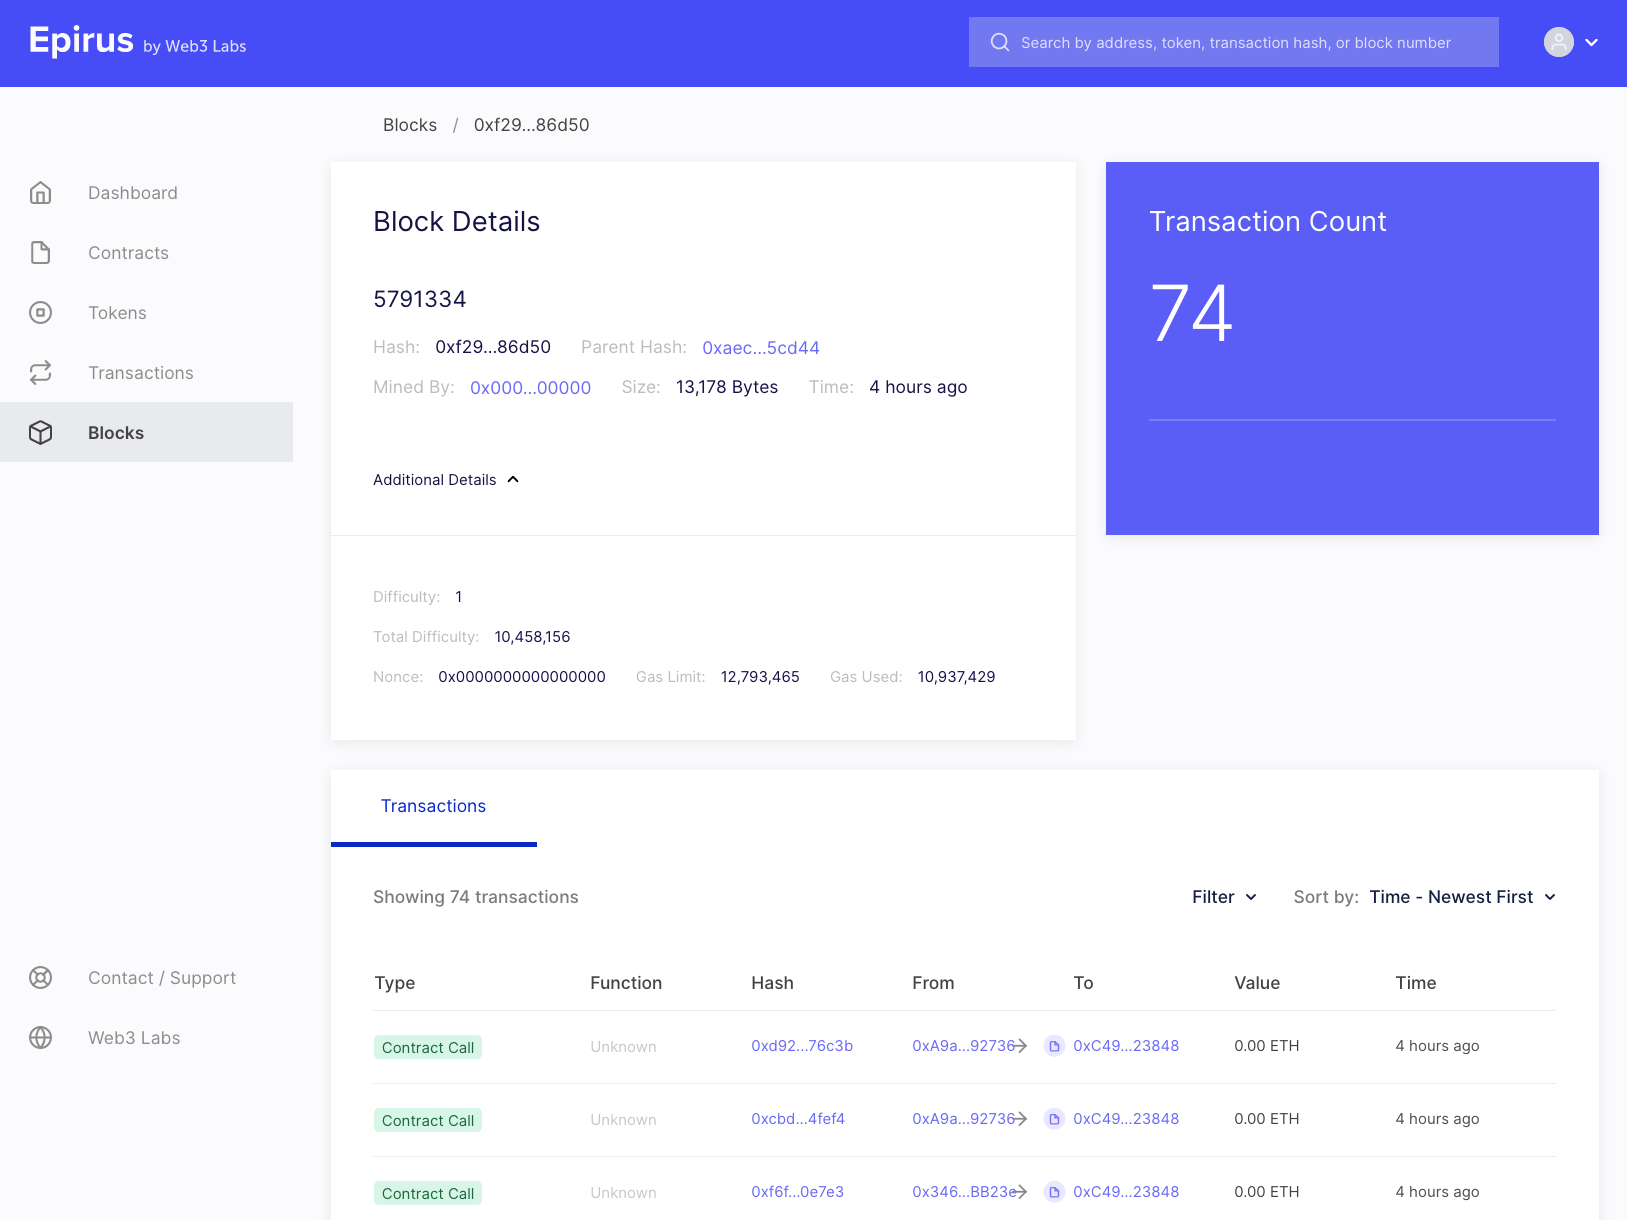 Epirus by Web3 Labs
Search by address, token, transaction hash, or block number
Blocks / 0xf29...86d50
Dashboard
Contracts
Tokens
Transactions
Blocks
Contact / Support
Web3 Labs
Block Details
5791334
Hash: 0xf29...86d50 Parent Hash: 0xaec...5cd44
Mined By: 0x000...00000 Size: 13,178 Bytes Time: 4 hours ago
Additional Details
Difficulty: 1
Total Difficulty: 10,458,156
Nonce: 0x0000000000000000 Gas Limit: 12,793,465 Gas Used: 10,937,429
Transaction Count
74
Transactions
Showing 74 transactions Filter Sort by: Time - Newest First
Type Function Hash From To Value Time
Contract Call Unknown 0xd92...76c3b 0xA9a...92736 0xC49...23848 0.00 ETH 4 hours ago
Contract Call Unknown 0xcbd...4fef4 0xA9a...92736 0xC49...23848 0.00 ETH 4 hours ago
Contract Call Unknown 0xf6f...0e7e3 0x346...BB23e 0xC49...23848 0.00 ETH 4 hours ago